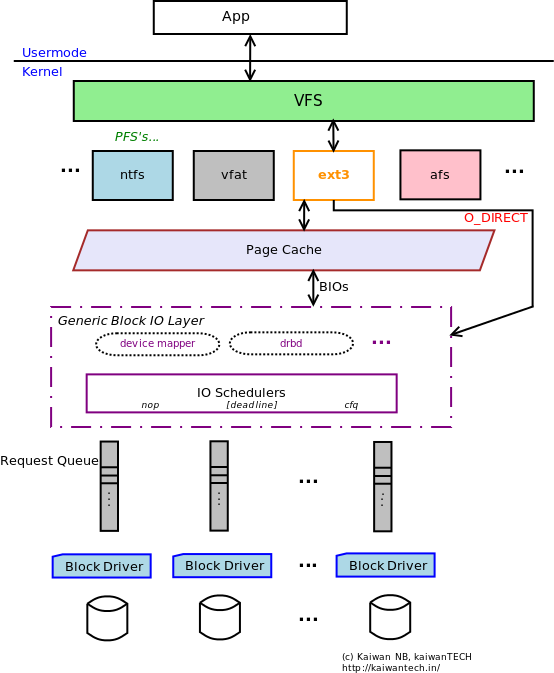 App
Usermode
Kernel
VFS
PFS's...
... ntfs vfat ext3 afs ...
O_DIRECT
Page Cache
BIOs
Generic Block IO Layer
device mapper drbd ...
IO Schedulers
nop [deadline] cfq
Request Queue
...
Block Driver Block Driver ... Block Driver
...
(c) Kaiwan NB, kaiwanTECH
http://kaiwantech.in/